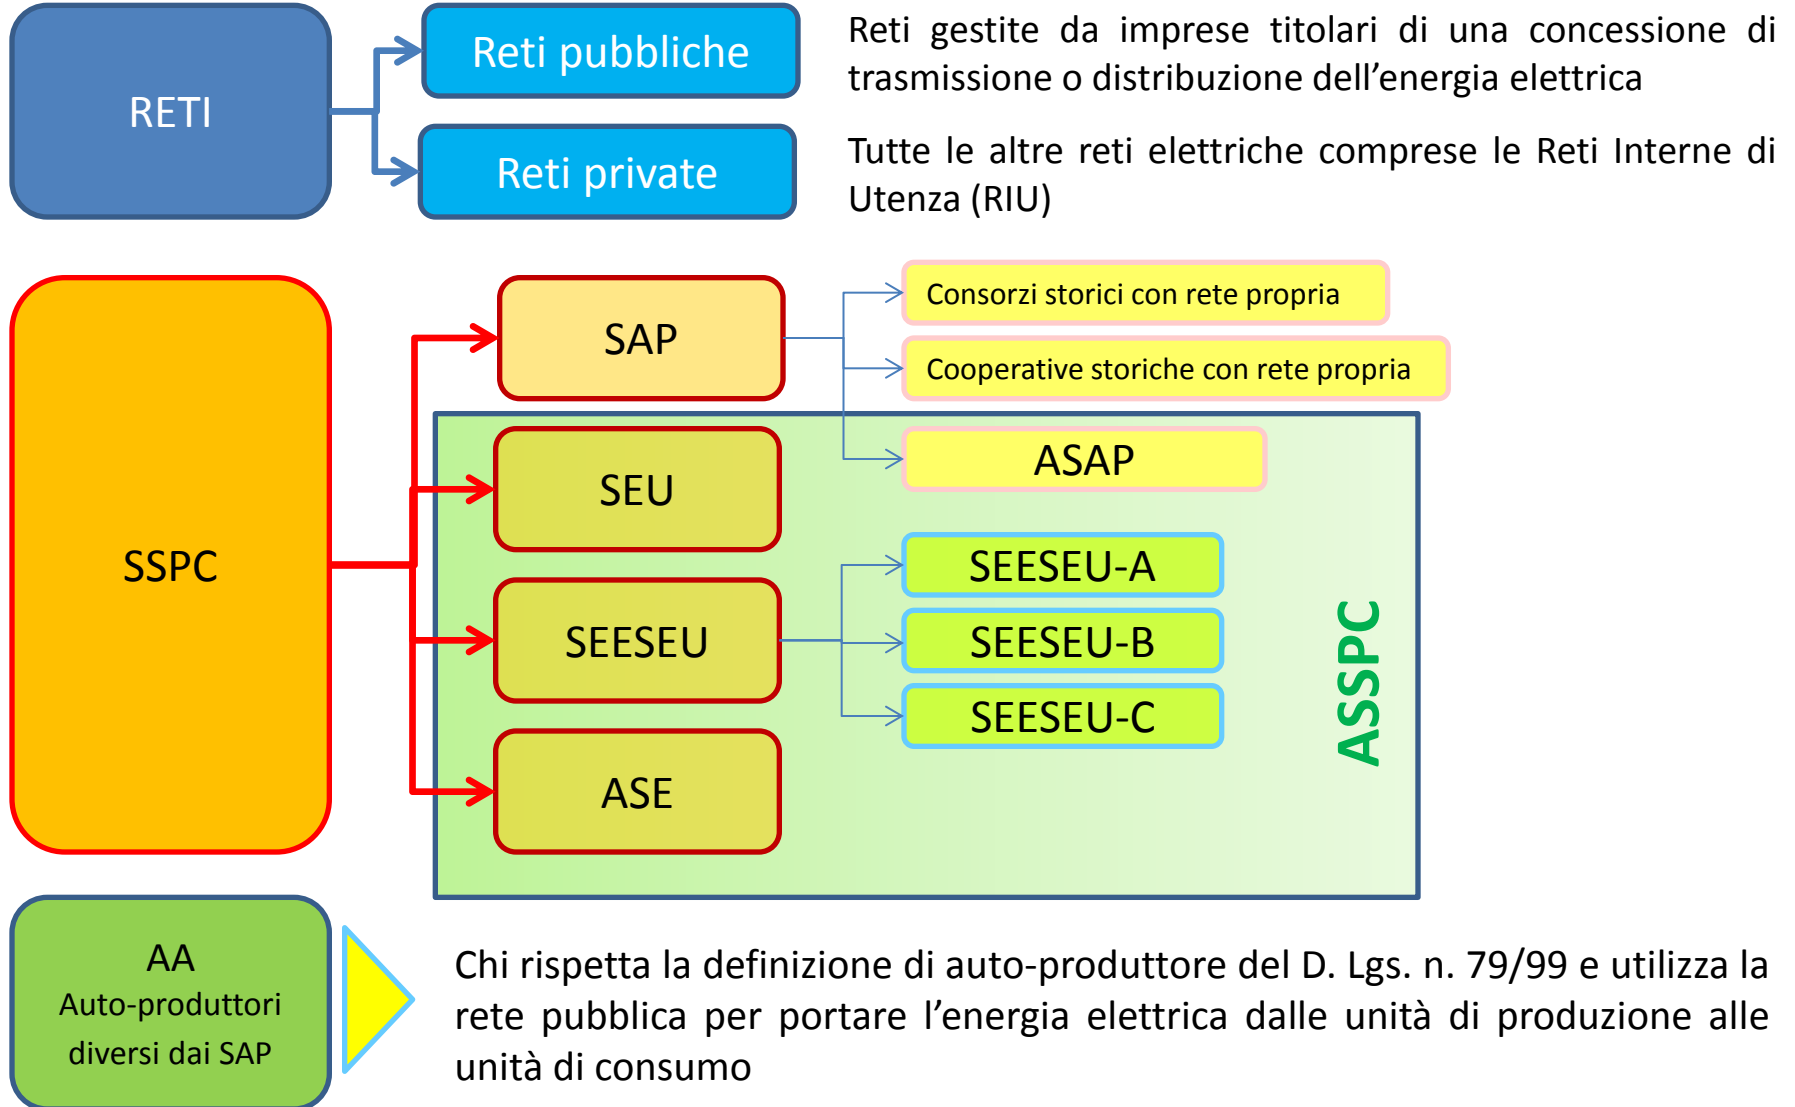 RETI
Reti pubbliche
Reti gestite da imprese titolari di una concessione di
trasmissione o distribuzione dell’energia elettrica
Reti private
Tutte le altre reti elettriche comprese le Reti Interne di
Utenza (RIU)
SSPC
SAP
Consorzi storici con rete propria
Cooperative storiche con rete propria
ASAP
SEU
SEESEU
SEESEU-A
SEESEU-B
SEESEU-C
ASE
ASSPC
AA
Auto-produttori
diversi dai SAP
Chi rispetta la definizione di auto-produttore del D. Lgs. n. 79/99 e utilizza la
rete pubblica per portare l’energia elettrica dalle unità di produzione alle
unità di consumo